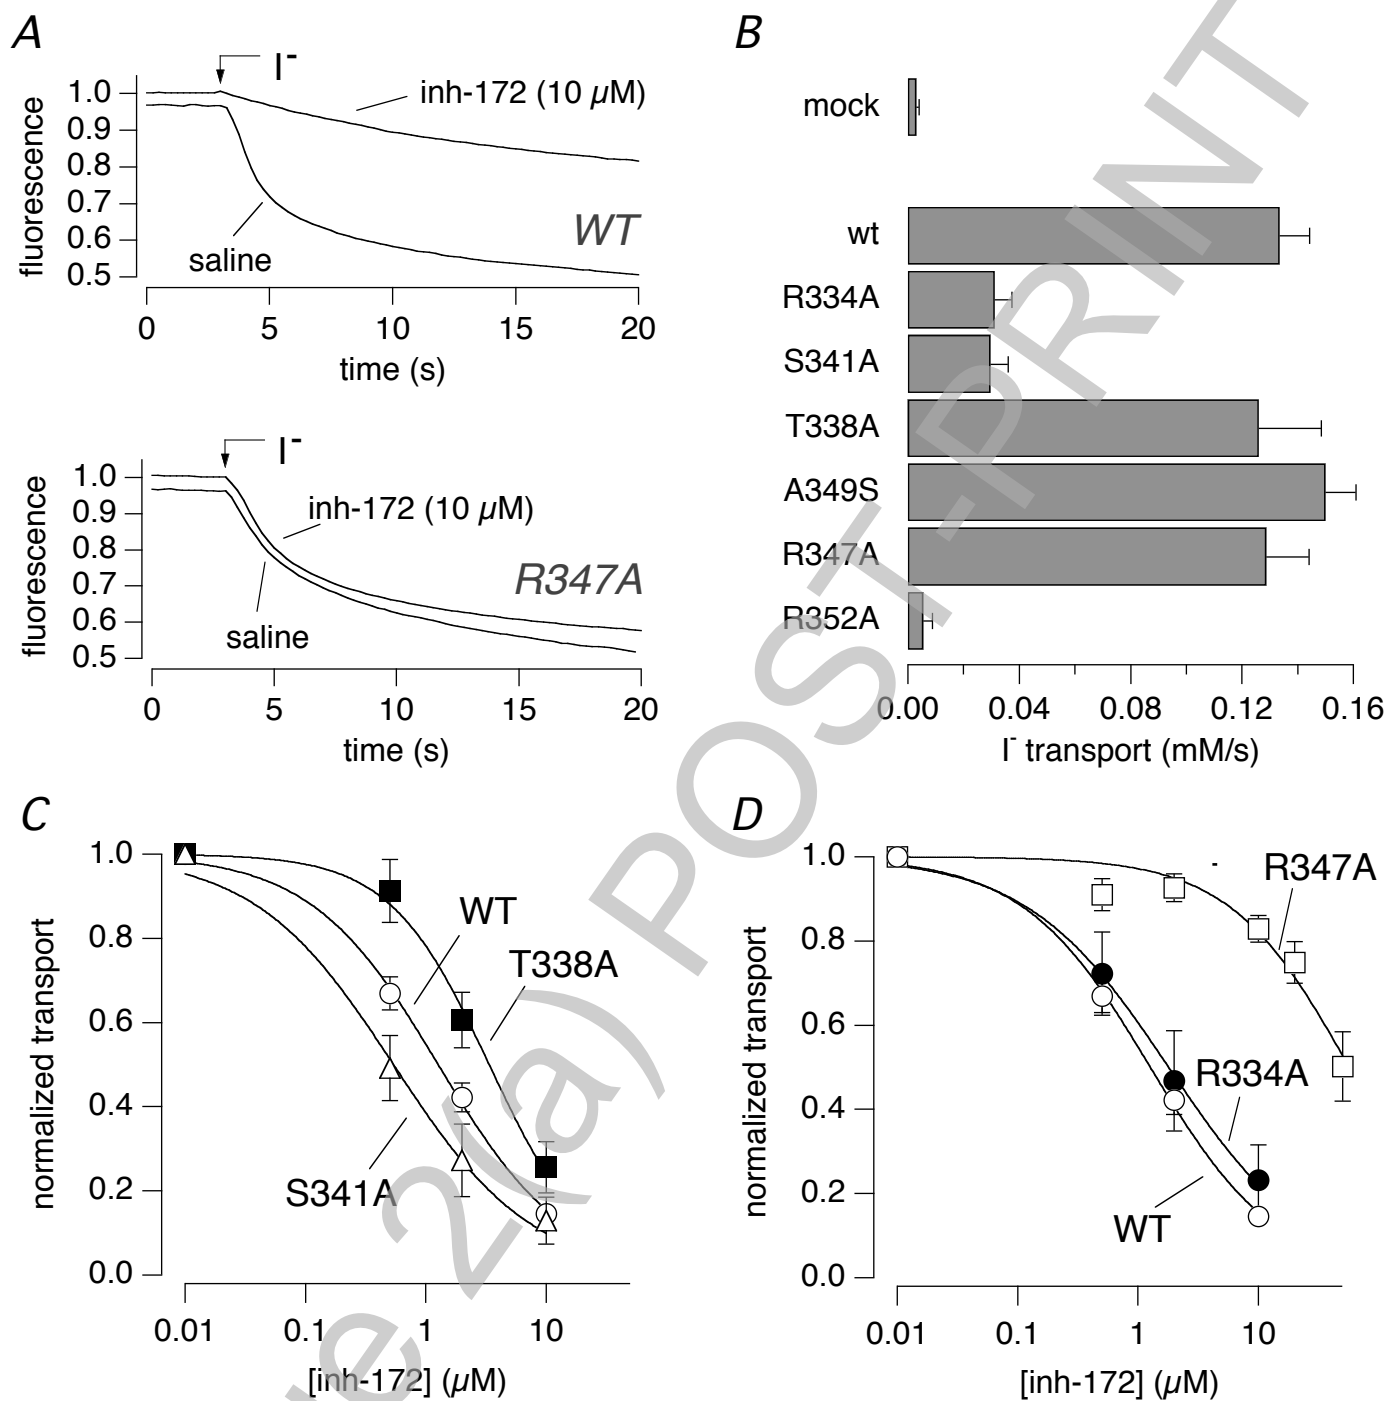 A
I⁻
inh-172 (10 µM)
1.0
0.9
0.8
0.7
0.6
0.5
fluorescence
saline
WT
0 5 10 15 20
time (s)
I⁻
inh-172 (10 µM)
1.0
0.9
0.8
0.7
0.6
0.5
fluorescence
saline
R347A
0 5 10 15 20
time (s)
B
mock
wt
R334A
S341A
T338A
A349S
R347A
R352A
0.00 0.04 0.08 0.12 0.16
I⁻ transport (mM/s)
C
1.0
0.8
0.6
0.4
0.2
0.0
normalized transport
WT
T338A
S341A
0.01 0.1 1 10
[inh-172] (µM)
D
1.0
0.8
0.6
0.4
0.2
0.0
normalized transport
R347A
R334A
WT
0.01 0.1 1 10
[inh-172] (µM)
e 2(a) POST-PRINT